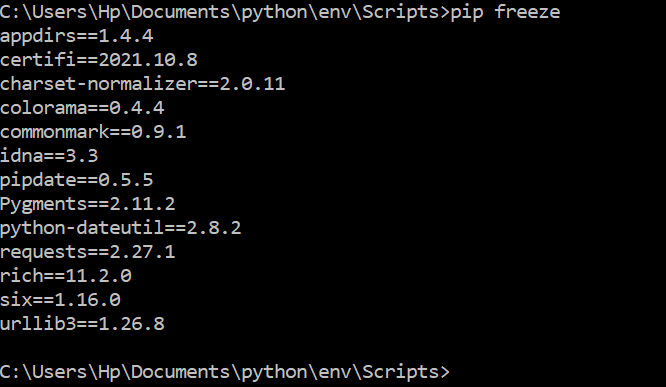 C:\Users\Hp\Documents\python\env\Scripts>pip freeze
appdirs==1.4.4
certifi==2021.10.8
charset-normalizer==2.0.11
colorama==0.4.4
commonmark==0.9.1
idna==3.3
pipdate==0.5.5
Pygments==2.11.2
python-dateutil==2.8.2
requests==2.27.1
rich==11.2.0
six==1.16.0
urllib3==1.26.8
C:\Users\Hp\Documents\python\env\Scripts>